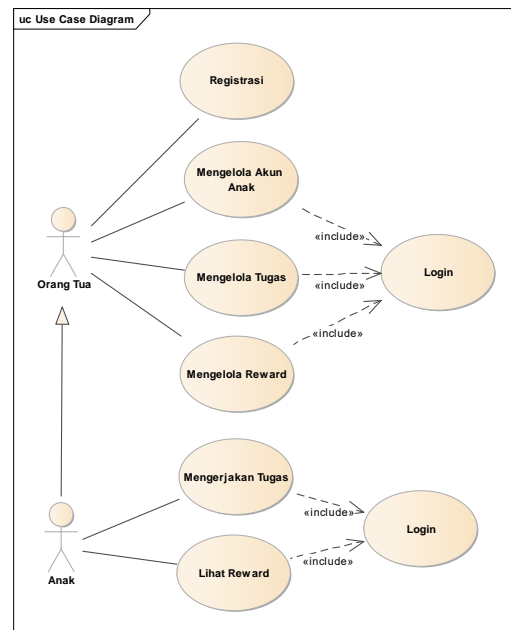 uc Use Case Diagram
Registrasi
Mengelola Akun
Anak
«include»
Orang Tua
Mengelola Tugas
«include»
Login
Mengelola Reward
«include»
Mengerjakan Tugas
«include»
Login
Anak
Lihat Reward
«include»